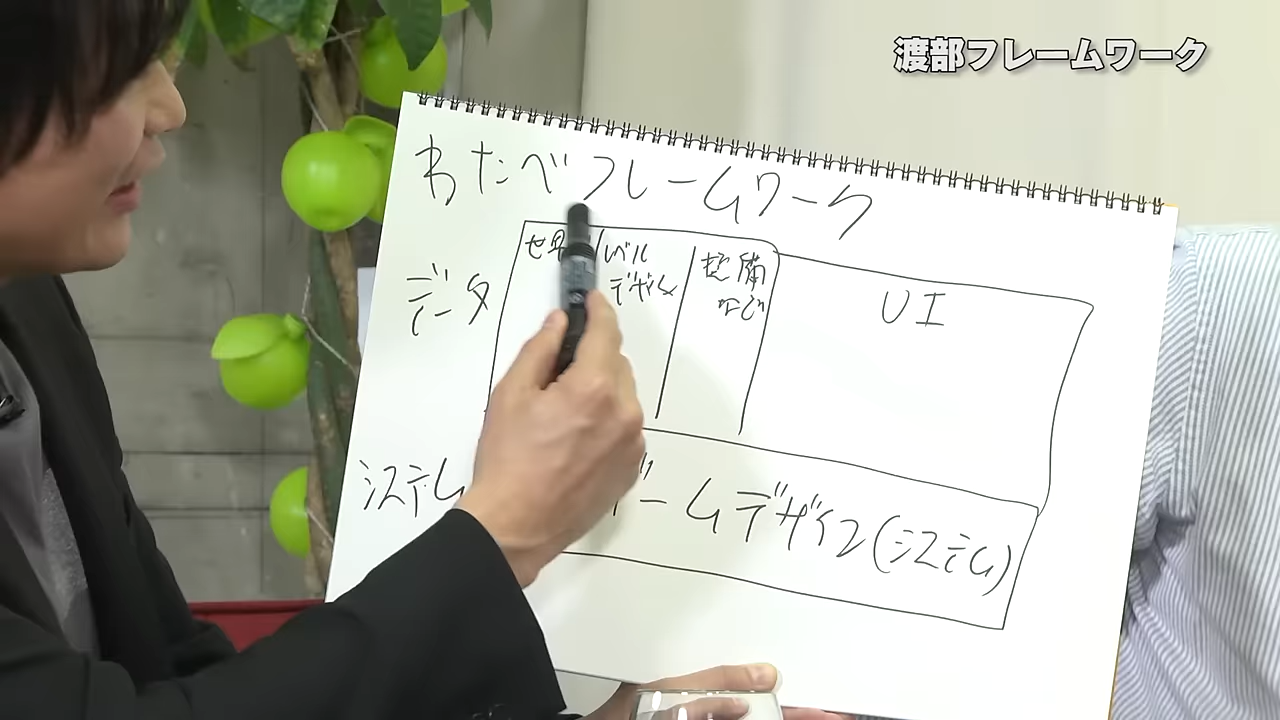 渡部フレームワーク
わたべフレームワーク
データ
世界
レベル
デザイン
装備
など
UI
システム
ゲームデザイン(システム)